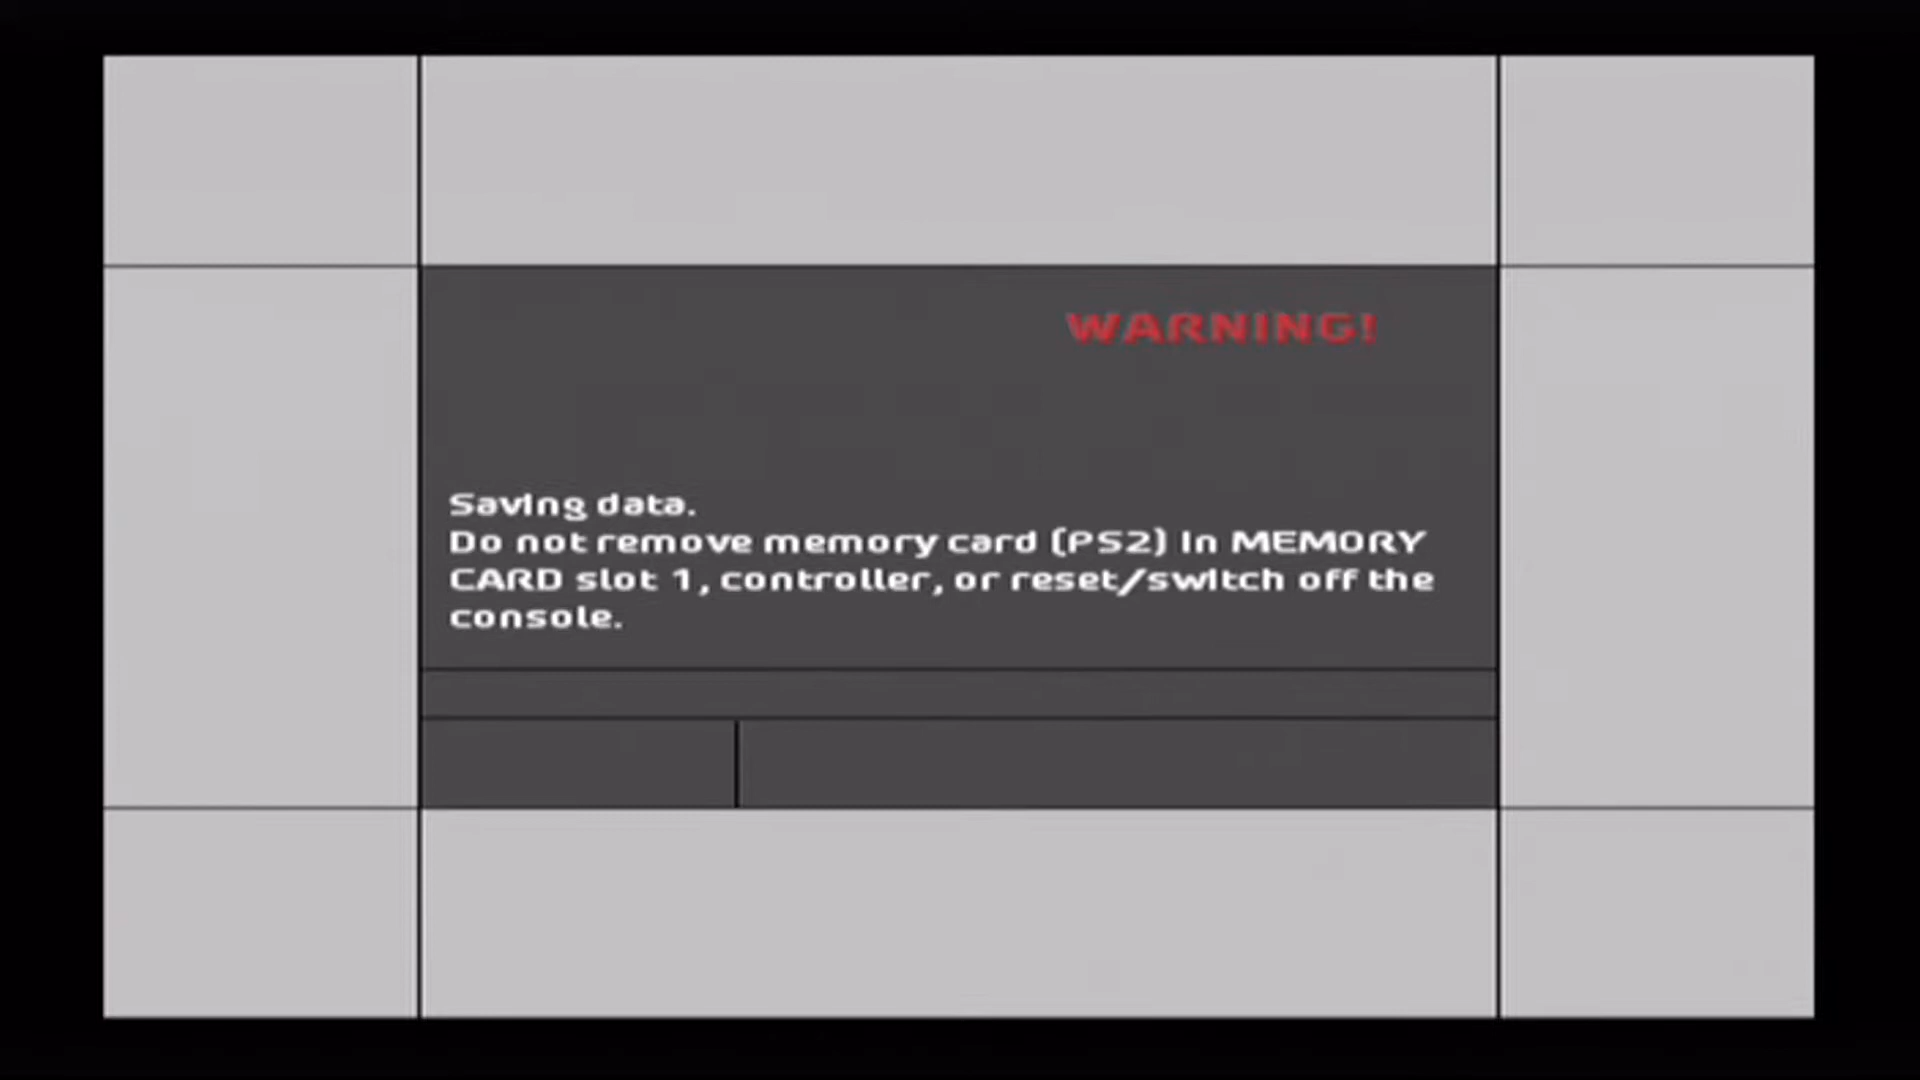 WARNING!
Saving data.
Do not remove memory card (PS2) in MEMORY
CARD slot 1, controller, or reset/switch off the
console.